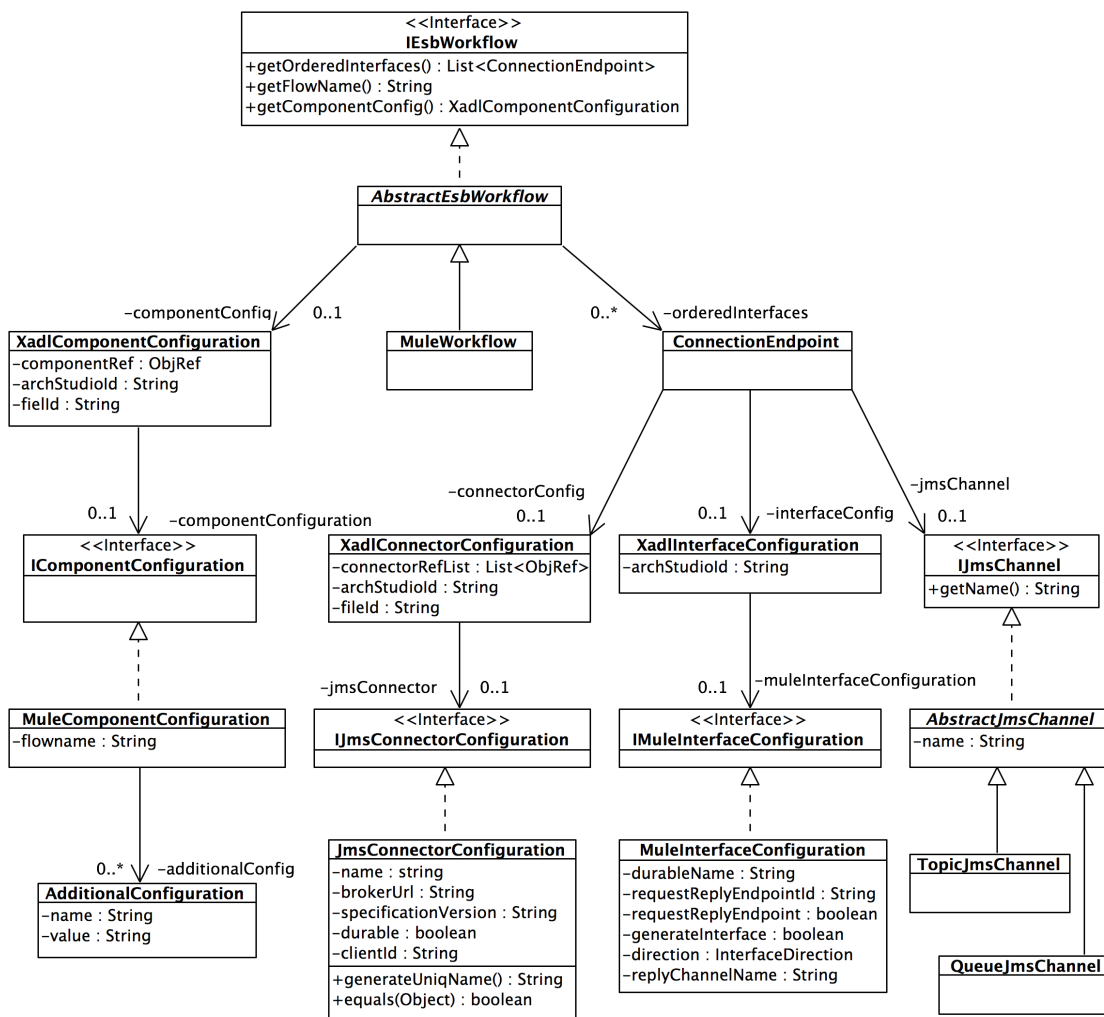 <<Interface>>
IEsbWorkflow
+getOrderedInterfaces() : List<ConnectionEndpoint>
+getFlowName() : String
+getComponentConfig() : XadlComponentConfiguration
AbstractEsbWorkflow
-componentConfig
0..1
0..*
-orderedInterfaces
XadlComponentConfiguration
-componentRef : ObjRef
-archStudioId : String
-fielId : String
MuleWorkflow
ConnectionEndpoint
0..1
-componentConfiguration
-connectorConfig
0..1
0..1
-interfaceConfig
-jmsChannel
0..1
<<Interface>>
IComponentConfiguration
XadlConnectorConfiguration
-connectorRefList : List<ObjRef>
-archStudioId : String
-fileId : String
XadlInterfaceConfiguration
-archStudioId : String
<<Interface>>
IJmsChannel
+getName() : String
-jmsConnector
0..1
0..1
-muleInterfaceConfiguration
MuleComponentConfiguration
-flowname : String
<<Interface>>
IJmsConnectorConfiguration
<<Interface>>
IMuleInterfaceConfiguration
AbstractJmsChannel
-name : String
0..*
-additionalConfig
AdditionalConfiguration
-name : String
-value : String
JmsConnectorConfiguration
-name : string
-brokerUrl : String
-specificationVersion : String
-durable : boolean
-clientId : String
+generateUniqName() : String
+equals(Object) : boolean
MuleInterfaceConfiguration
-durableName : String
-requestReplyEndpointId : String
-requestReplyEndpoint : boolean
-generateInterface : boolean
-direction : InterfaceDirection
-replyChannelName : String
TopicJmsChannel
QueueJmsChannel